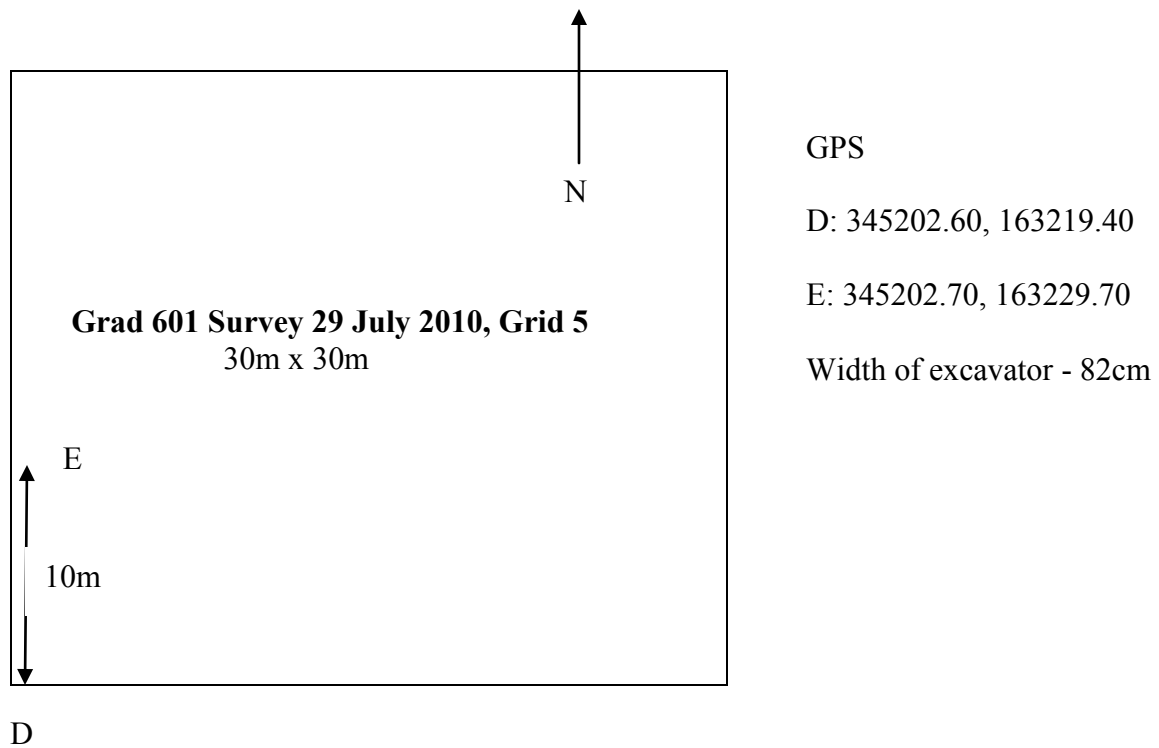 N
GPS
D: 345202.60, 163219.40
E: 345202.70, 163229.70
Width of excavator - 82cm
Grad 601 Survey 29 July 2010, Grid 5
30m x 30m
E
10m
D